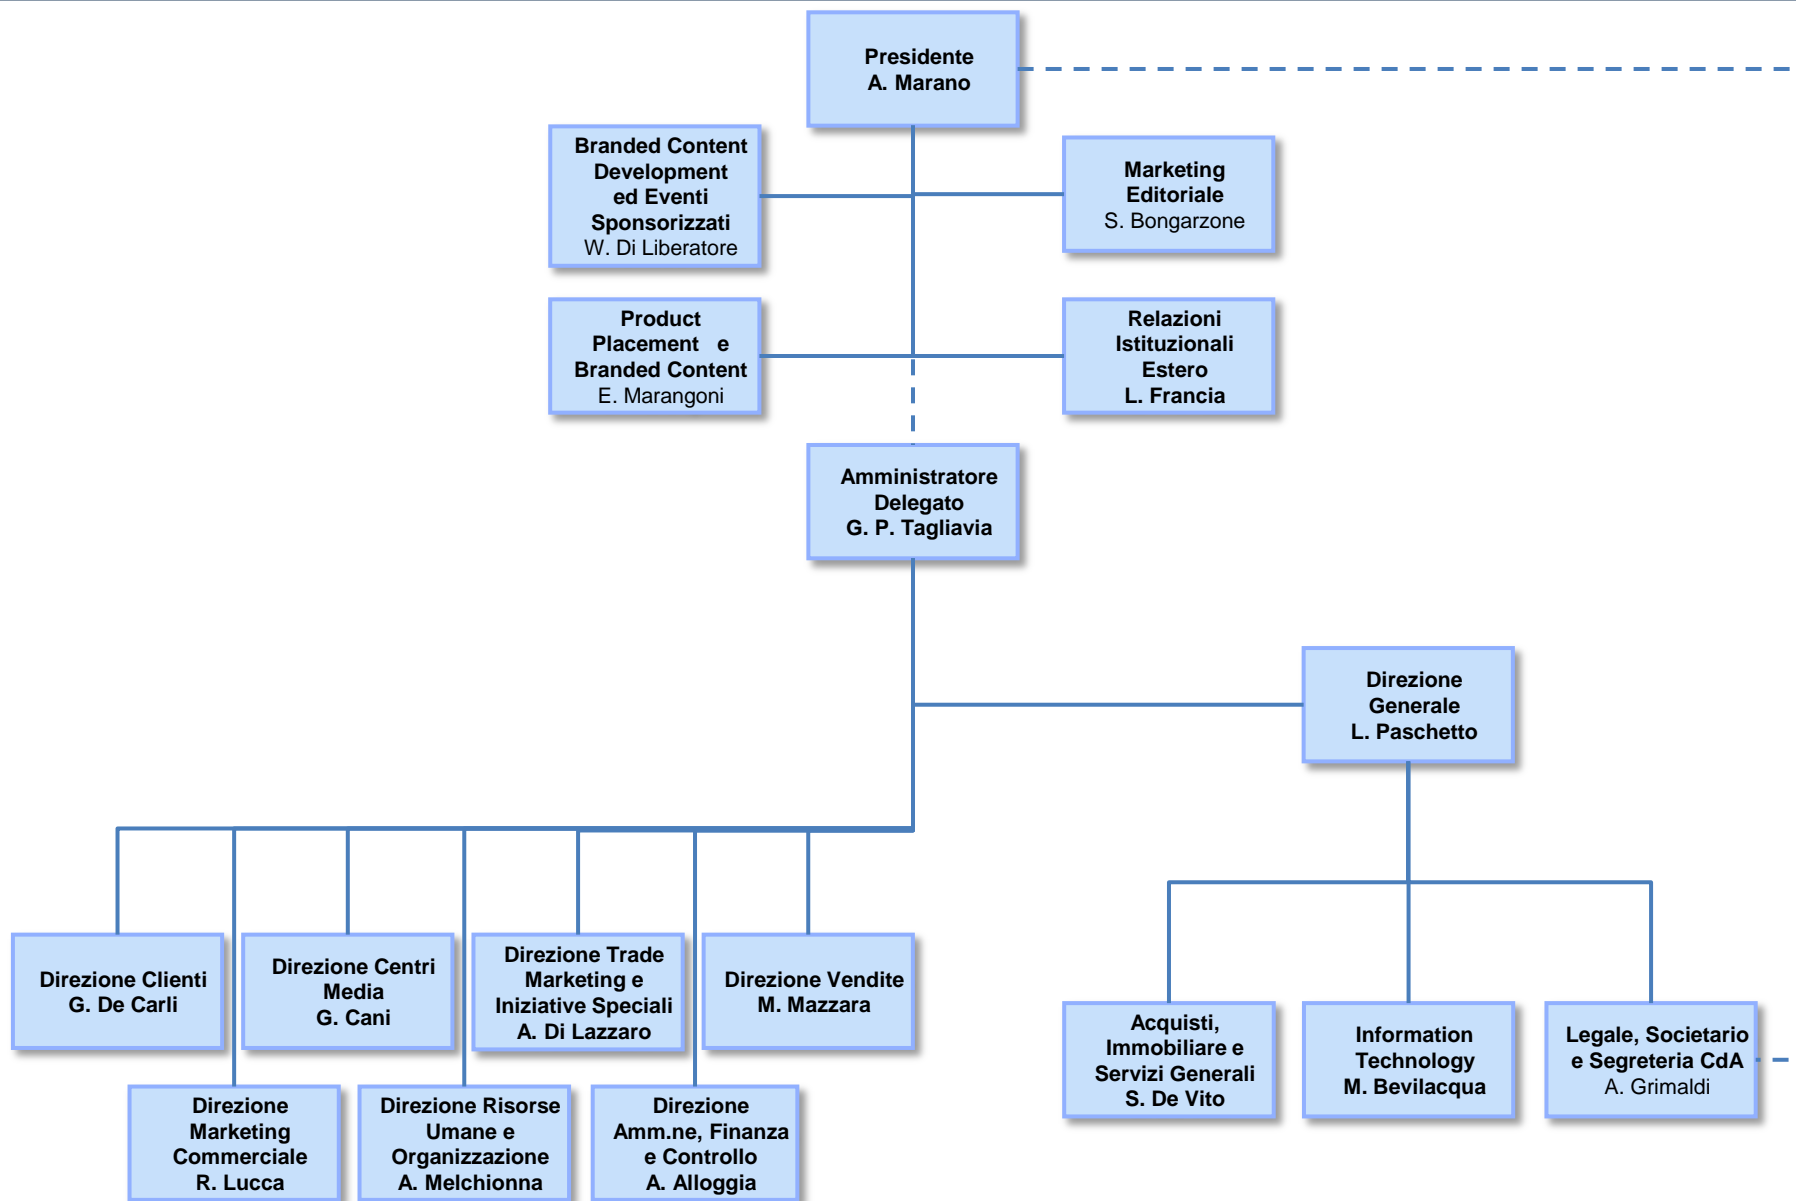 Presidente
A. Marano
Branded Content
Development
ed Eventi
Sponsorizzati
W. Di Liberatore
Marketing
Editoriale
S. Bongarzone
Product
Placement e
Branded Content
E. Marangoni
Relazioni
Istituzionali
Estero
L. Francia
Amministratore
Delegato
G. P. Tagliavia
Direzione
Generale
L. Paschetto
Direzione Clienti
G. De Carli
Direzione Centri
Media
G. Cani
Direzione Trade
Marketing e
Iniziative Speciali
A. Di Lazzaro
Direzione Vendite
M. Mazzara
Acquisti,
Immobiliare e
Servizi Generali
S. De Vito
Information
Technology
M. Bevilacqua
Legale, Societario
e Segreteria CdA
A. Grimaldi
Direzione
Marketing
Commerciale
R. Lucca
Direzione Risorse
Umane e
Organizzazione
A. Melchionna
Direzione
Amm.ne, Finanza
e Controllo
A. Alloggia